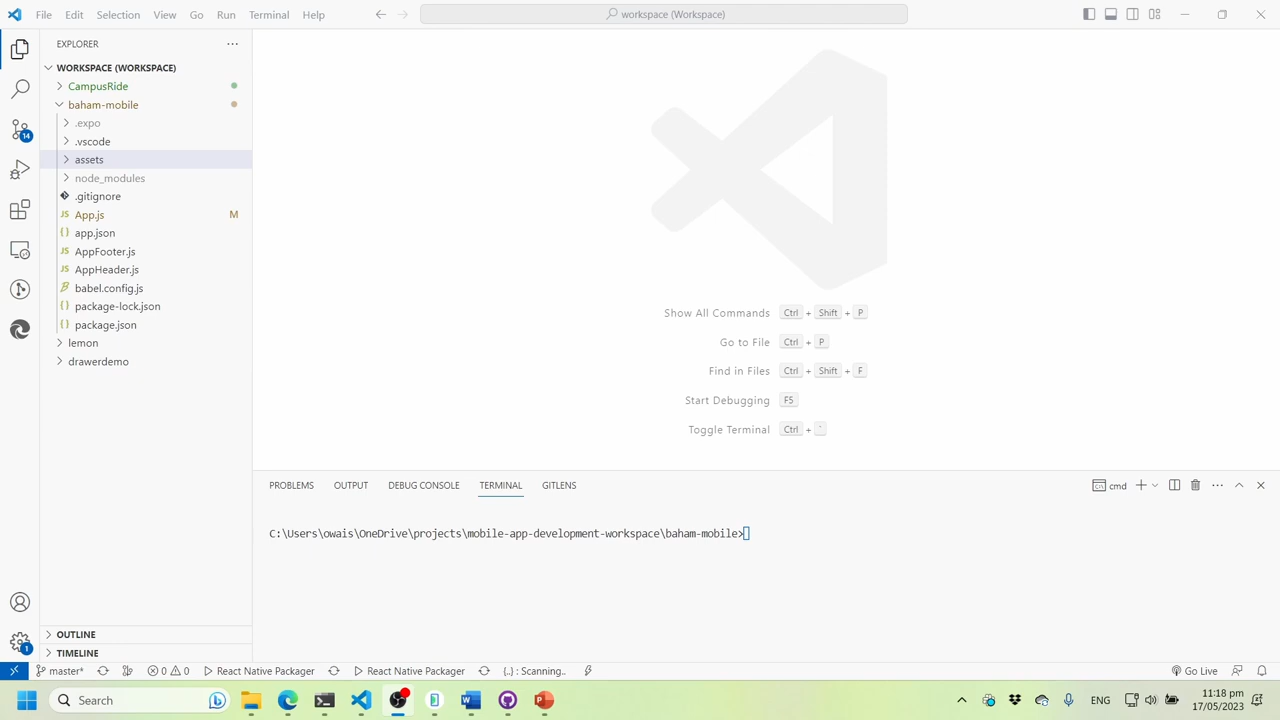 File Edit Selection View Go Run Terminal Help
workspace (Workspace)
EXPLORER
WORKSPACE (WORKSPACE)
CampusRide
baham-mobile
.expo
.vscode
assets
node_modules
.gitignore
JS App.js M
{} app.json
JS AppFooter.js
JS AppHeader.js
babel.config.js
{} package-lock.json
{} package.json
lemon
drawerdemo
14
Show All Commands Ctrl + Shift + P
Go to File Ctrl + P
Find in Files Ctrl + Shift + F
Start Debugging F5
Toggle Terminal Ctrl + `
PROBLEMS OUTPUT DEBUG CONSOLE TERMINAL GITLENS
cmd
C:\Users\owais\OneDrive\projects\mobile-app-development-workspace\baham-mobile>
OUTLINE
TIMELINE
1
master* 0 0 React Native Packager React Native Packager {..} : Scanning.. Go Live
Search
ENG
11:18 pm
17/05/2023